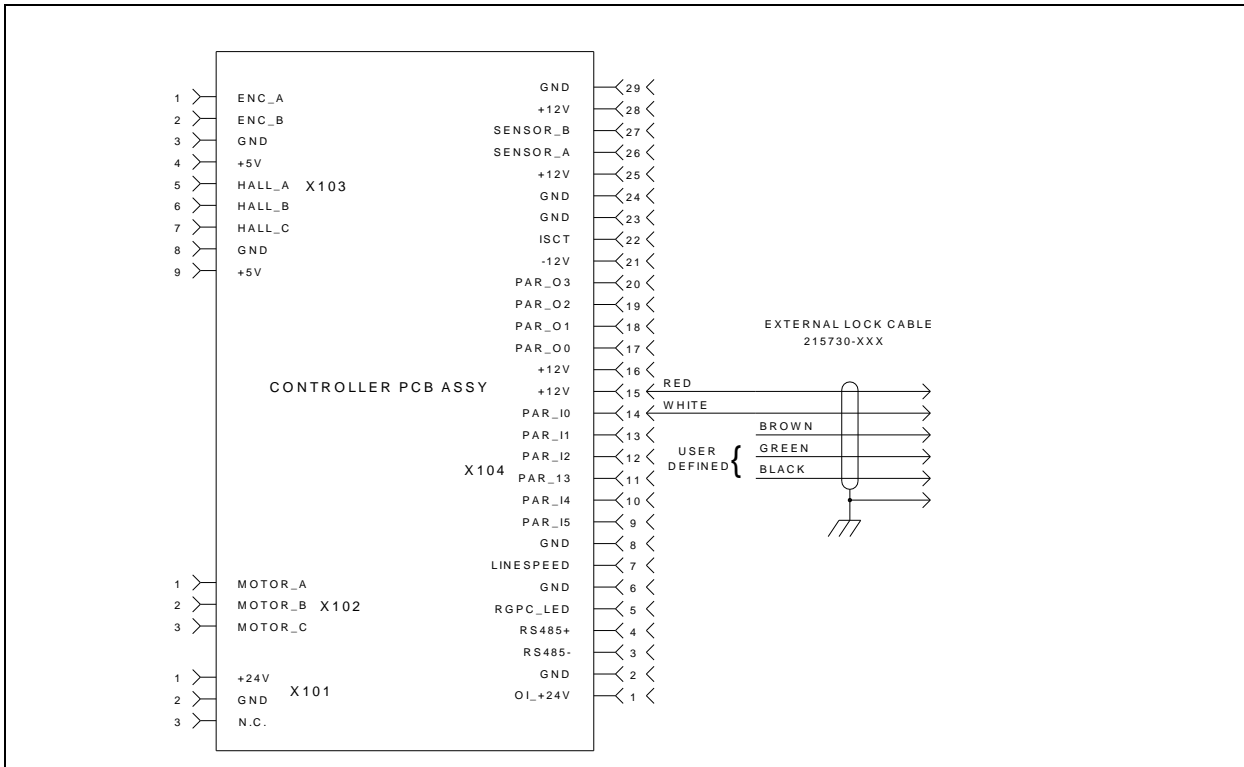 1 ENC_A
2 ENC_B
3 GND
4 +5V
5 HALL_A X103
6 HALL_B
7 HALL_C
8 GND
9 +5V
CONTROLLER PCB ASSY
1 MOTOR_A
2 MOTOR_B X102
3 MOTOR_C
1 +24V
X101
2 GND
3 N.C.
GND 29
+12V 28
SENSOR_B 27
SENSOR_A 26
+12V 25
GND 24
GND 23
ISCT 22
-12V 21
PAR_O3 20
PAR_O2 19
PAR_O1 18
PAR_O0 17
+12V 16
+12V 15 RED
PAR_I0 14 WHITE
PAR_I1 13
PAR_I2 12
X104
PAR_13 11
PAR_I4 10
PAR_I5 9
GND 8
LINESPEED 7
GND 6
RGPC_LED 5
RS485+ 4
RS485- 3
GND 2
OI_+24V 1
EXTERNAL LOCK CABLE
215730-XXX
BROWN
GREEN
BLACK
USER
DEFINED {